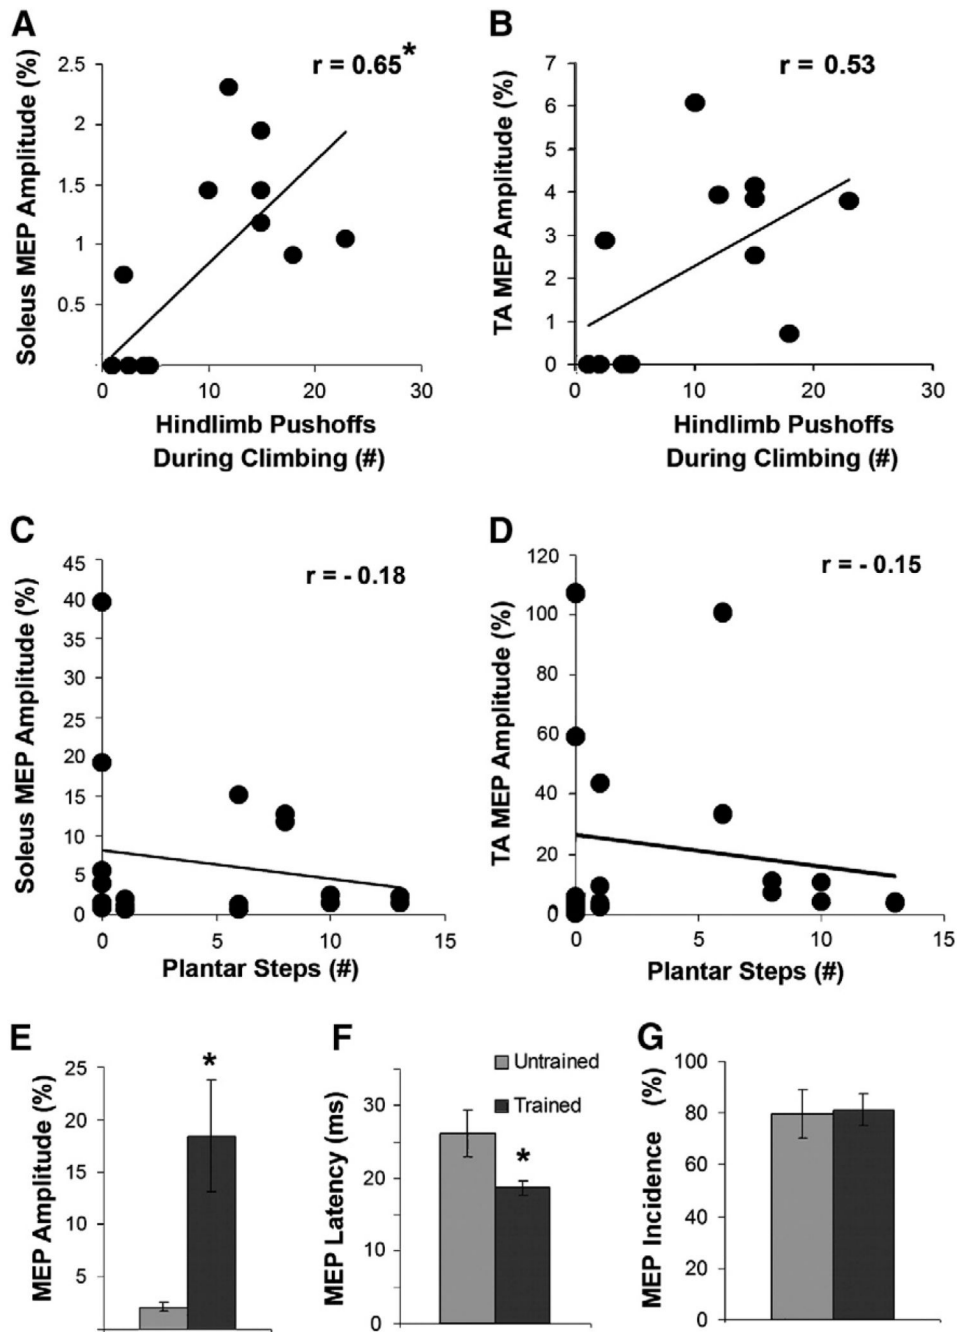 A
r = 0.65*
Soleus MEP Amplitude (%)
2.5
2
1.5
1
0.5
0 10 20 30
Hindlimb Pushoffs
During Climbing (#)
B
r = 0.53
TA MEP Amplitude (%)
7
6
5
4
3
2
1
0
0 10 20 30
Hindlimb Pushoffs
During Climbing (#)
C
r = - 0.18
Soleus MEP Amplitude (%)
45
40
35
30
25
20
15
10
5
0
0 5 10 15
Plantar Steps (#)
D
r = - 0.15
TA MEP Amplitude (%)
120
100
80
60
40
20
0
0 5 10 15
Plantar Steps (#)
E
MEP Amplitude (%)
25
20
15
10
5
*
F
Untrained
Trained
MEP Latency (ms)
30
20
10
0
*
G
MEP Incidence (%)
100
80
60
40
20
0